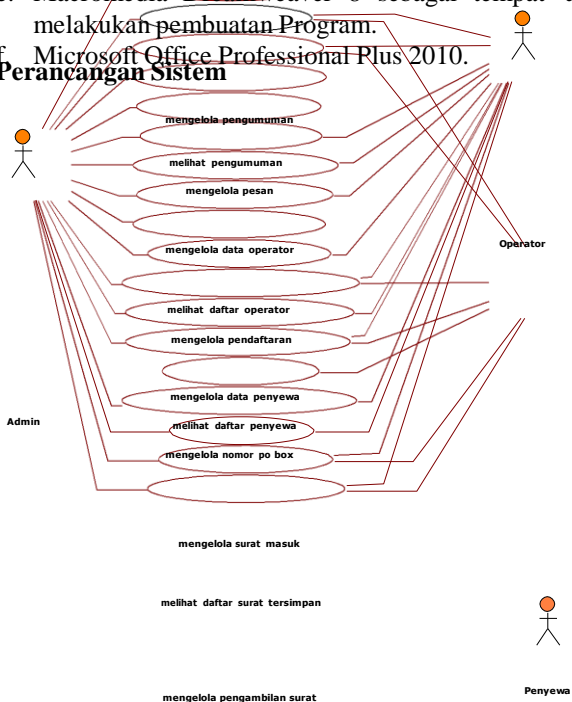 melakukan pembuatan Program.
f. Microsoft Office Professional Plus 2010.
Perancangan Sistem
mengelola pengumuman
melihat pengumuman
mengelola pesan
mengelola data operator
Operator
melihat daftar operator
mengelola pendaftaran
mengelola data penyewa
Admin
melihat daftar penyewa
mengelola nomor po box
mengelola surat masuk
melihat daftar surat tersimpan
Penyewa
mengelola pengambilan surat